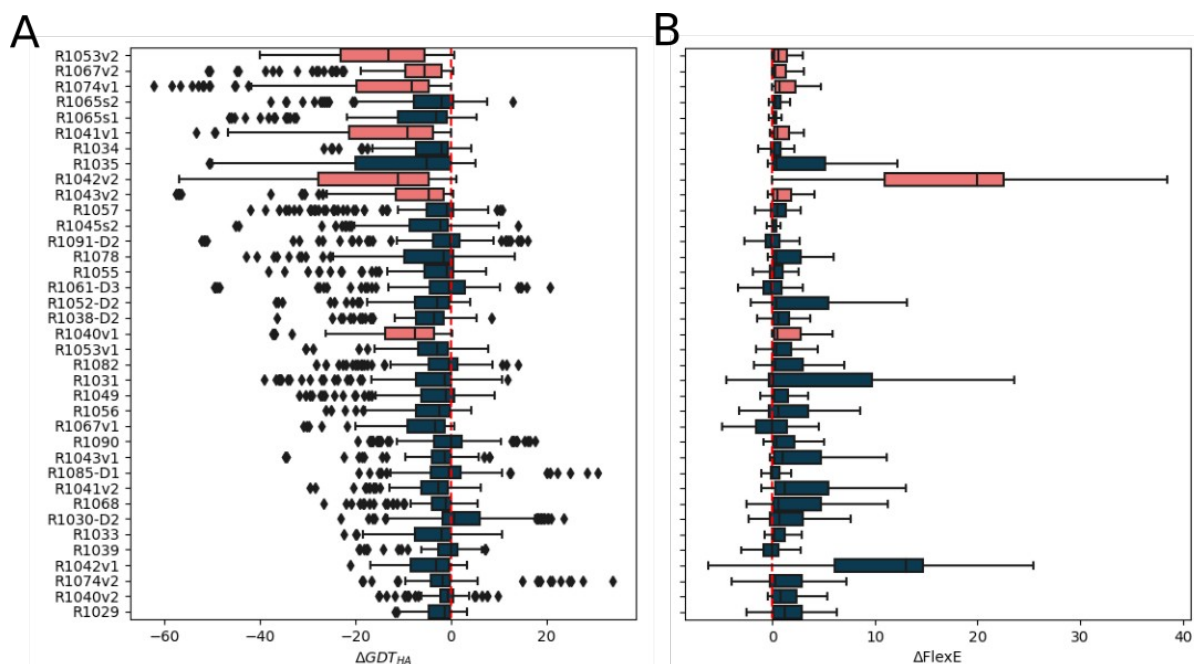 A
B
R1053v2
R1067v2
R1074v1
R1065s2
R1065s1
R1041v1
R1034
R1035
R1042v2
R1043v2
R1057
R1045s2
R1091-D2
R1078
R1055
R1061-D3
R1052-D2
R1038-D2
R1040v1
R1053v1
R1082
R1031
R1049
R1056
R1067v1
R1090
R1043v1
R1085-D1
R1041v2
R1068
R1030-D2
R1033
R1039
R1042v1
R1074v2
R1040v2
R1029
−60 −40 −20 0 20
ΔGDT_HA
0 10 20 30 40
ΔFlexE